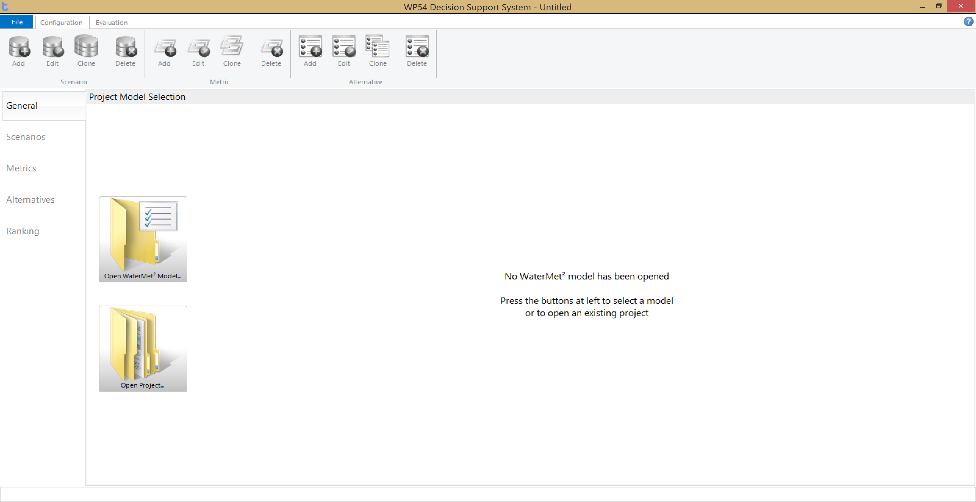 WP54 Decision Support System - Untitled
File Configuration Evaluation
Add Edit Clone Delete Add Edit Clone Delete Add Edit Clone Delete
Scenario Metric Alternative
General
Project Model Selection
Scenarios
Metrics
Alternatives
Ranking
Open WaterMet² Model...
No WaterMet² model has been opened
Press the buttons at left to select a model
or to open an existing project
Open Project...